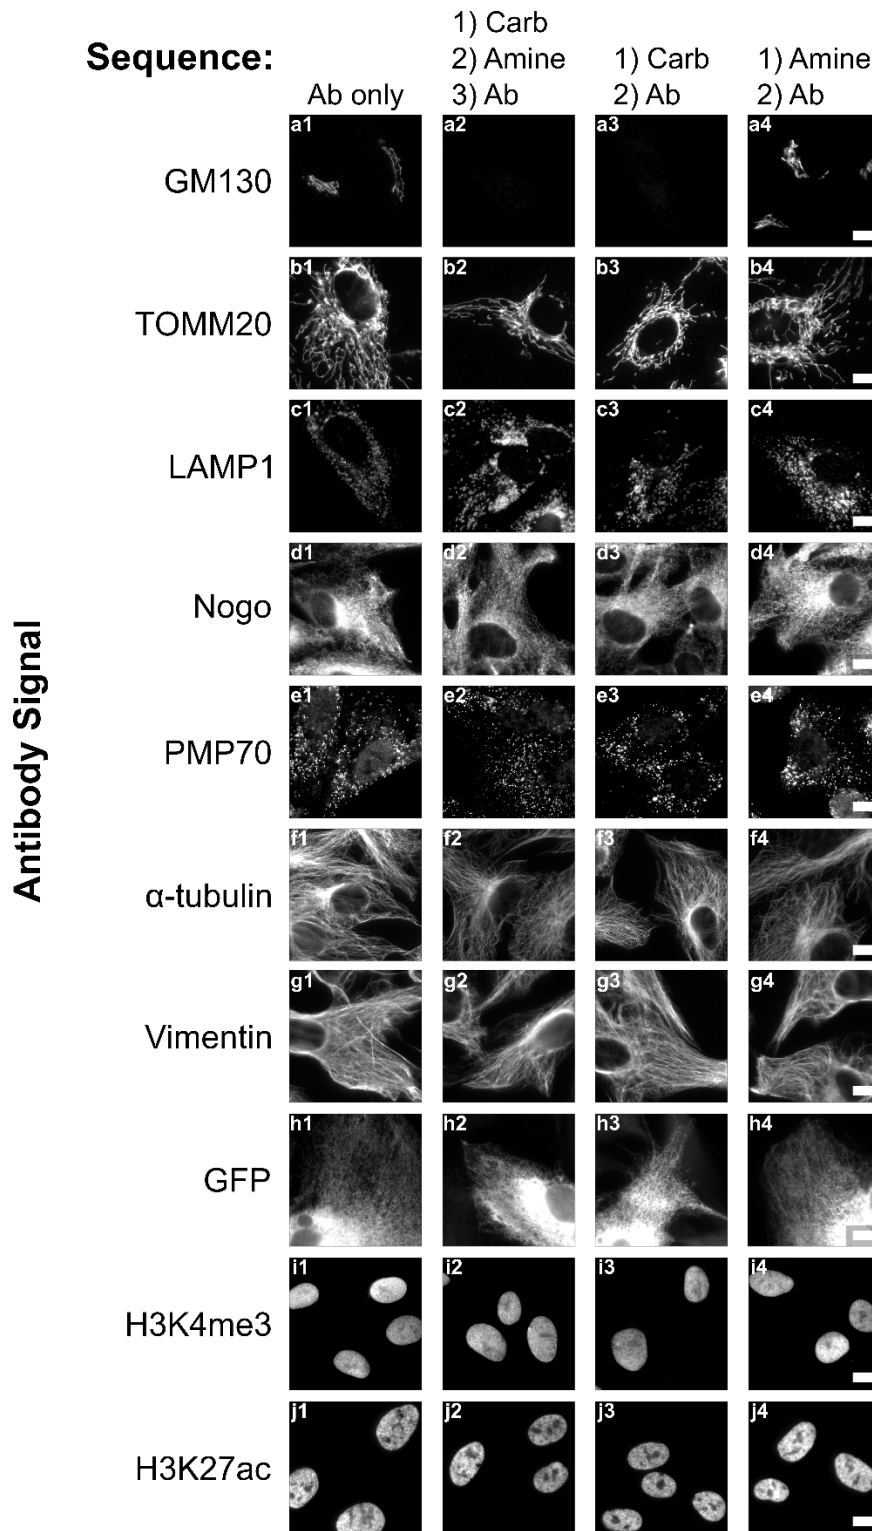 Sequence:
Ab only
1) Carb
2) Amine
3) Ab
1) Carb
2) Ab
1) Amine
2) Ab
Antibody Signal
GM130
a1 a2 a3 a4
TOMM20
b1 b2 b3 b4
LAMP1
c1 c2 c3 c4
Nogo
d1 d2 d3 d4
PMP70
e1 e2 e3 e4
α-tubulin
f1 f2 f3 f4
Vimentin
g1 g2 g3 g4
GFP
h1 h2 h3 h4
H3K4me3
i1 i2 i3 i4
H3K27ac
j1 j2 j3 j4